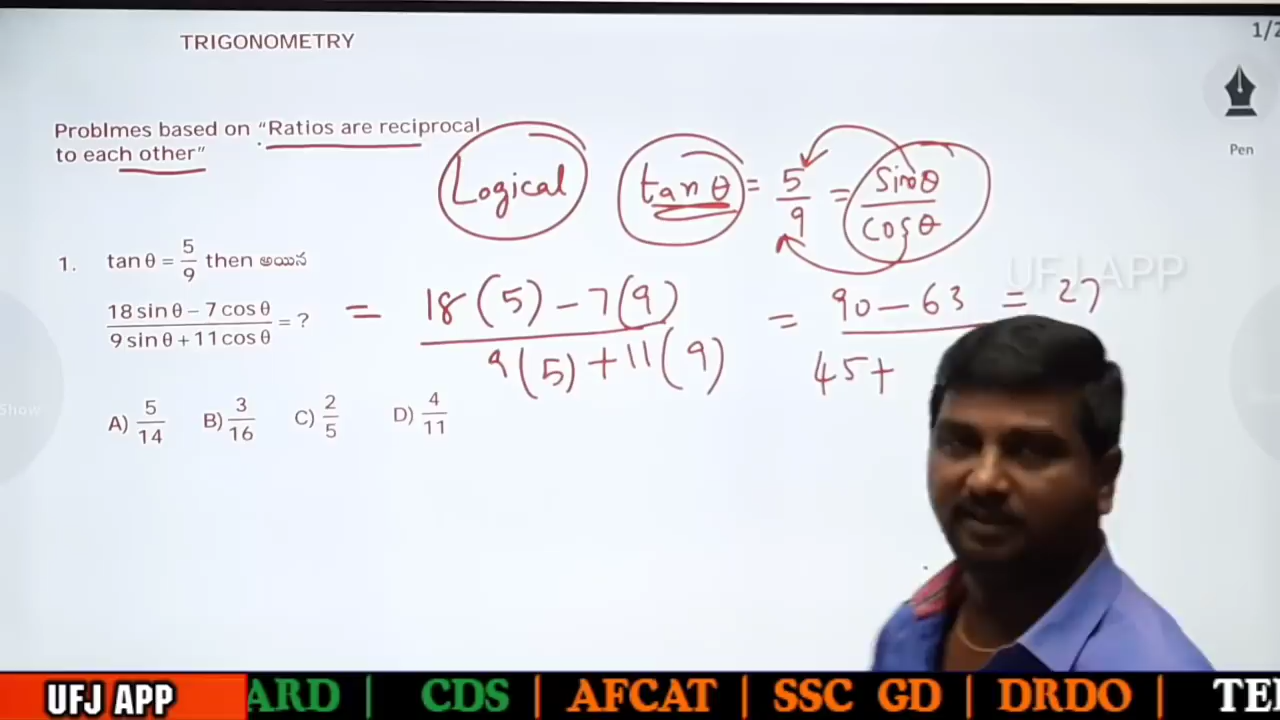 TRIGONOMETRY
1/2
Pen
Problmes based on "Ratios are reciprocal
to each other"
Logical
tan θ = 5/9 = Sinθ/Cosθ
UFJ APP
1. tan θ = 5/9 then అయిన
(18 sin θ – 7 cos θ)/(9 sin θ + 11 cos θ) = ?
= (18(5) – 7(9))/(9(5) + 11(9)) = (90 – 63)/(45+ = 27
Show
A) 5/14 B) 3/16 C) 2/5 D) 4/11
UFJ APP ARD | CDS | AFCAT | SSC GD | DRDO | TE